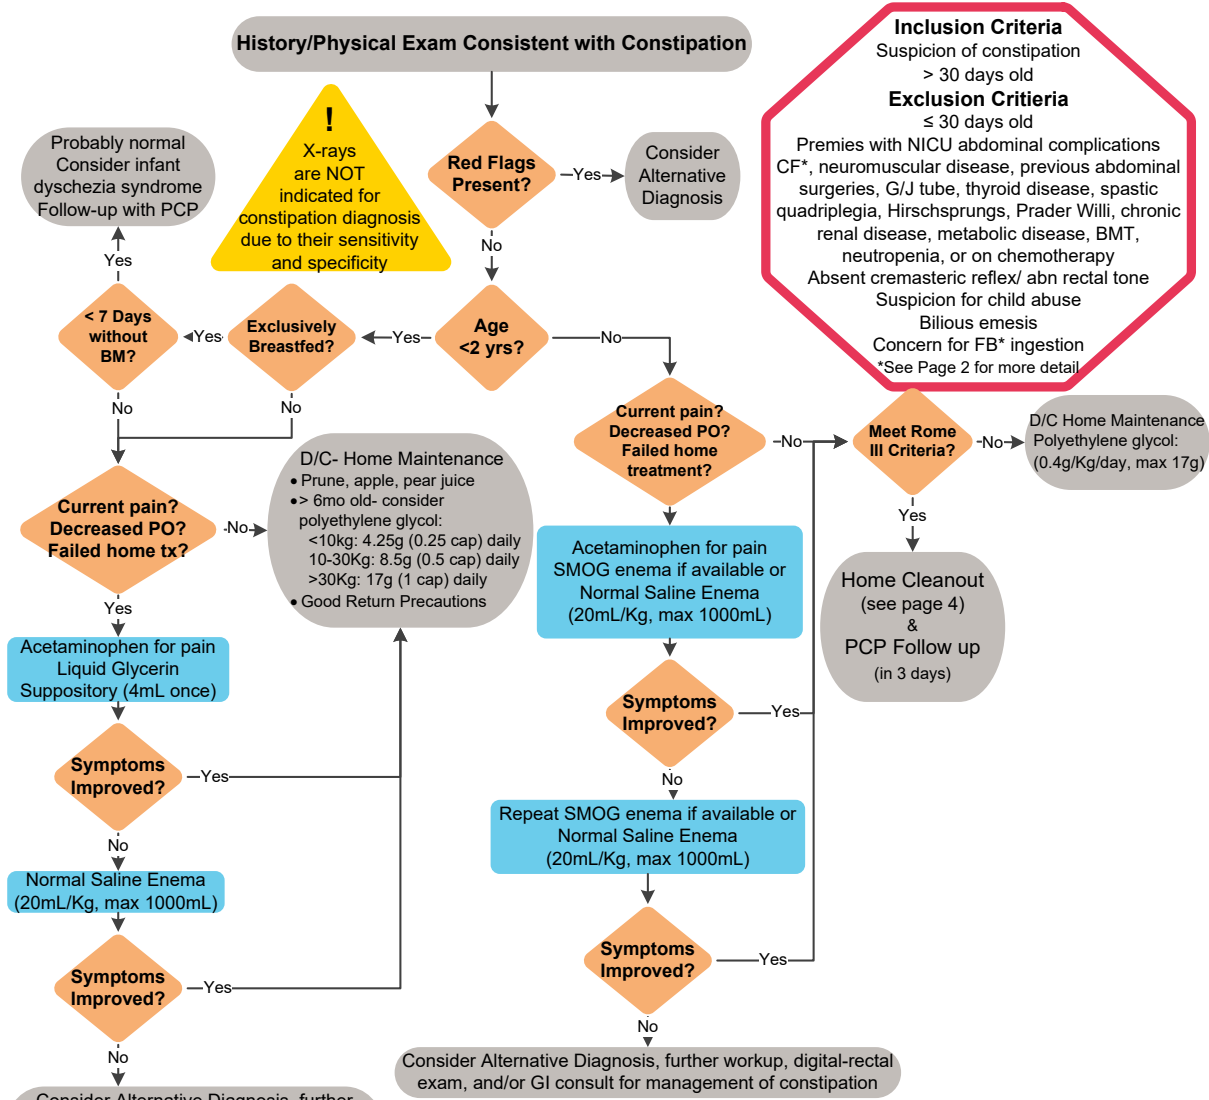 History/Physical Exam Consistent with Constipation
Inclusion Criteria
Suspicion of constipation
> 30 days old
Exclusion Critieria
≤ 30 days old
Premies with NICU abdominal complications
CF*, neuromuscular disease, previous abdominal
surgeries, G/J tube, thyroid disease, spastic
quadriplegia, Hirschsprungs, Prader Willi, chronic
renal disease, metabolic disease, BMT,
neutropenia, or on chemotherapy
Absent cremasteric reflex/ abn rectal tone
Suspicion for child abuse
Bilious emesis
Concern for FB* ingestion
*See Page 2 for more detail
!
X-rays
are NOT
indicated for
constipation diagnosis
due to their sensitivity
and specificity
Red Flags
Present?
Yes
Consider
Alternative
Diagnosis
No
Age
<2 yrs?
Yes
Exclusively
Breastfed?
Yes
< 7 Days
without
BM?
Yes
Probably normal
Consider infant
dyschezia syndrome
Follow-up with PCP
No
No
Current pain?
Decreased PO?
Failed home tx?
No
D/C- Home Maintenance
• Prune, apple, pear juice
• > 6mo old- consider
polyethylene glycol:
<10kg: 4.25g (0.25 cap) daily
10-30Kg: 8.5g (0.5 cap) daily
>30Kg: 17g (1 cap) daily
• Good Return Precautions
Yes
Acetaminophen for pain
Liquid Glycerin
Suppository (4mL once)
Symptoms
Improved?
Yes
No
Normal Saline Enema
(20mL/Kg, max 1000mL)
Symptoms
Improved?
Yes
No
Consider Alternative Diagnosis, further
No
Current pain?
Decreased PO?
Failed home
treatment?
No
Meet Rome
III Criteria?
No
D/C Home Maintenance
Polyethylene glycol:
(0.4g/Kg/day, max 17g)
Yes
Home Cleanout
(see page 4)
&
PCP Follow up
(in 3 days)
Acetaminophen for pain
SMOG enema if available or
Normal Saline Enema
(20mL/Kg, max 1000mL)
Symptoms
Improved?
Yes
No
Repeat SMOG enema if available or
Normal Saline Enema
(20mL/Kg, max 1000mL)
Symptoms
Improved?
Yes
No
Consider Alternative Diagnosis, further workup, digital-rectal
exam, and/or GI consult for management of constipation